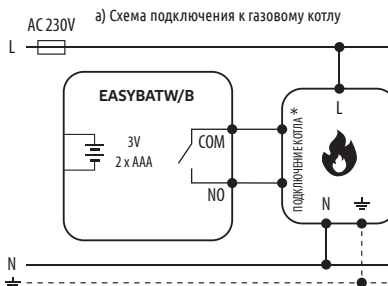 a) Схема подключения к газовому котлу
AC 230V
L
EASYBATW/B
3V
2 x AAA
COM
NO
ПОДКЛЮЧЕНИЕ КОТЛА *
L
N
N